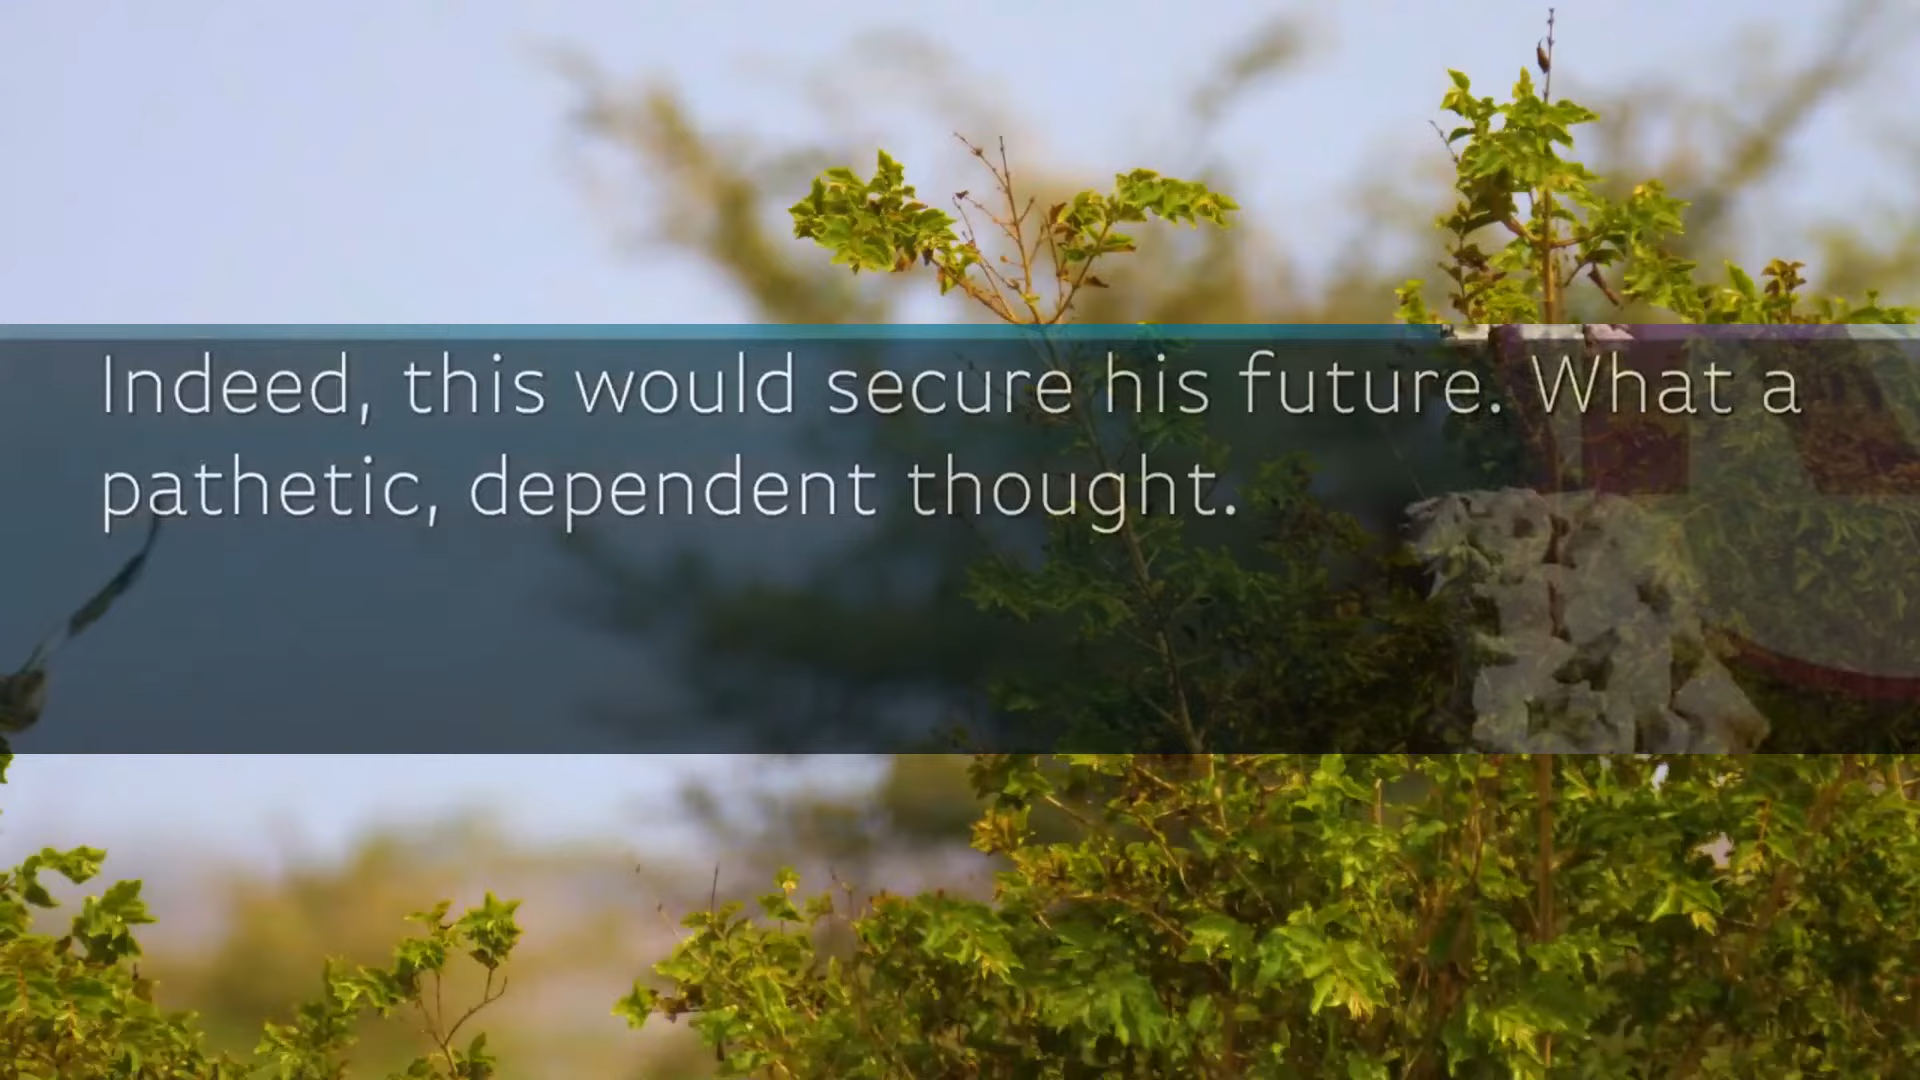 Indeed, this would secure his future. What a
pathetic, dependent thought.